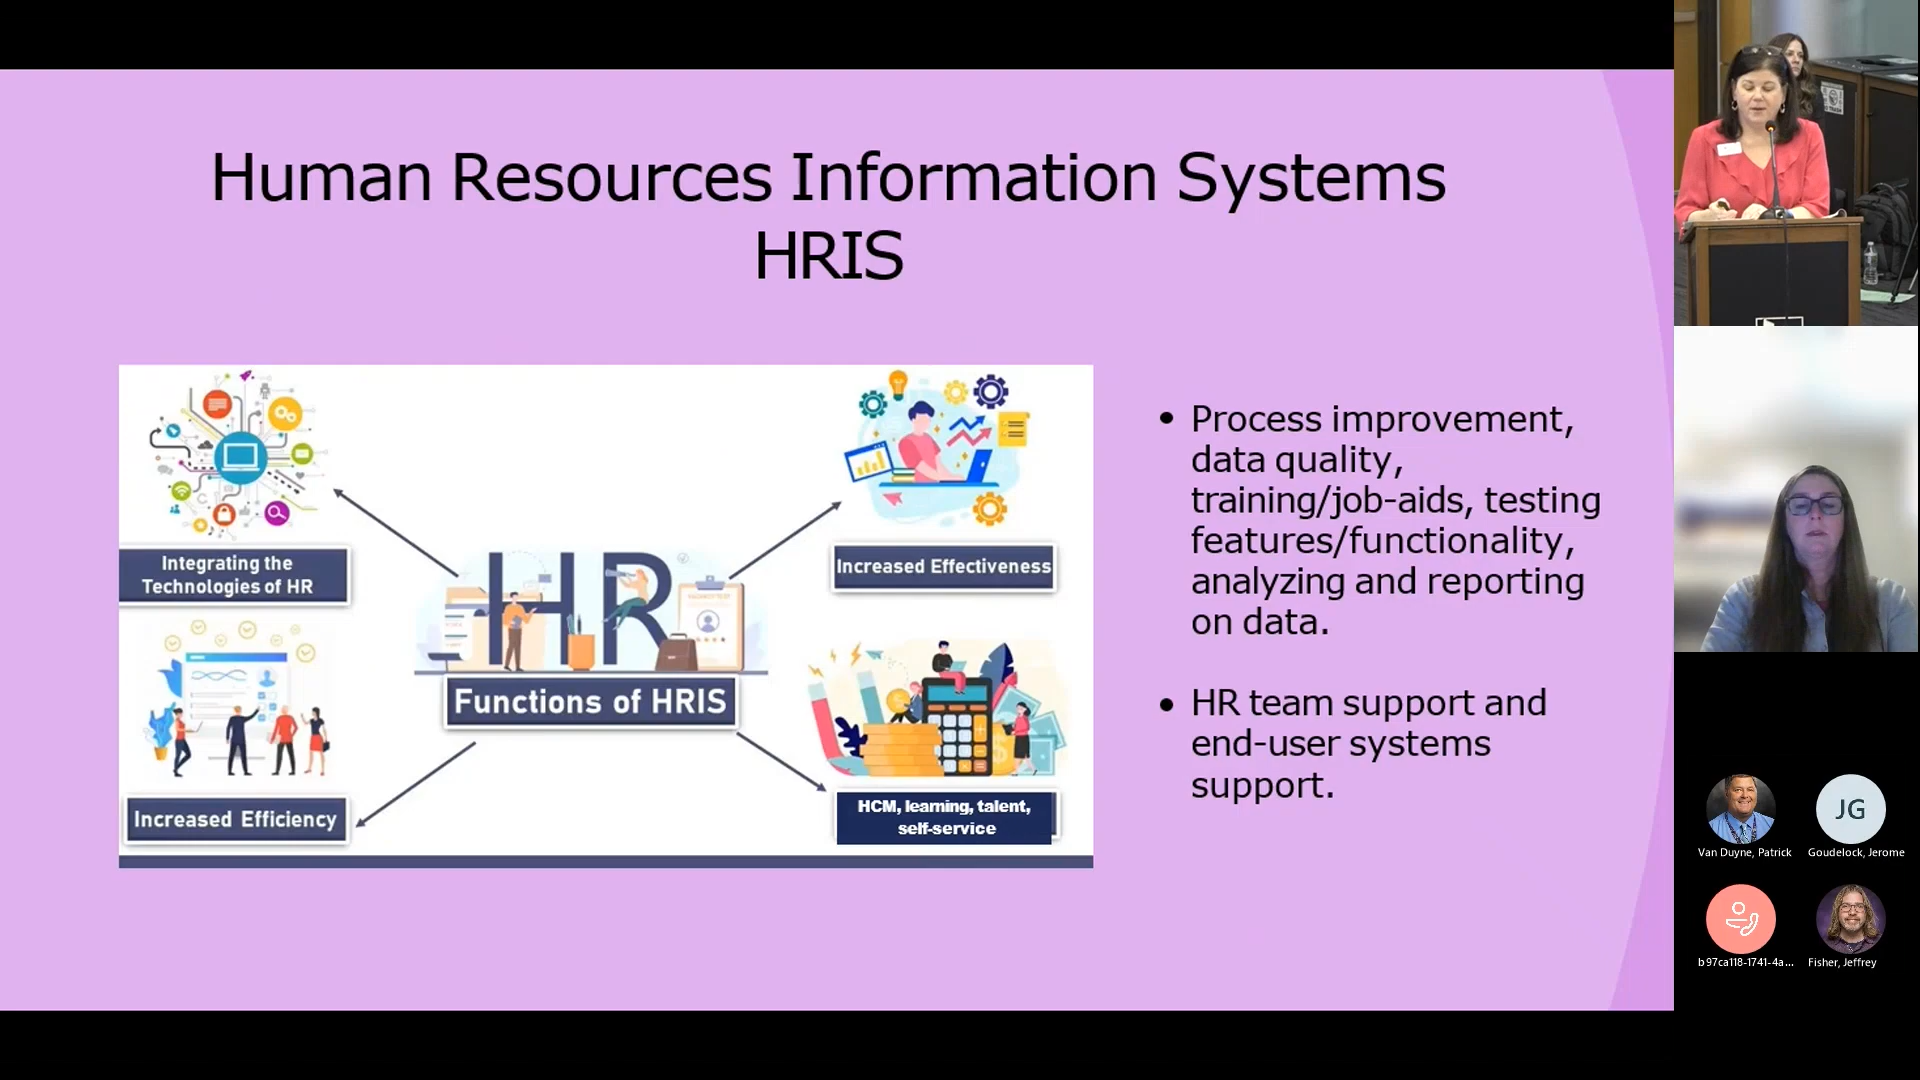 Human Resources Information Systems
HRIS
Integrating the
Technologies of HR
Increased Effectiveness
HR
Functions of HRIS
Increased Efficiency
HCM, learning, talent,
self-service
• Process improvement,
data quality,
training/job-aids, testing
features/functionality,
analyzing and reporting
on data.
• HR team support and
end-user systems
support.
Van Duyne, Patrick
JG
Goudelock, Jerome
b97ca118-1741-4a...
Fisher, Jeffrey